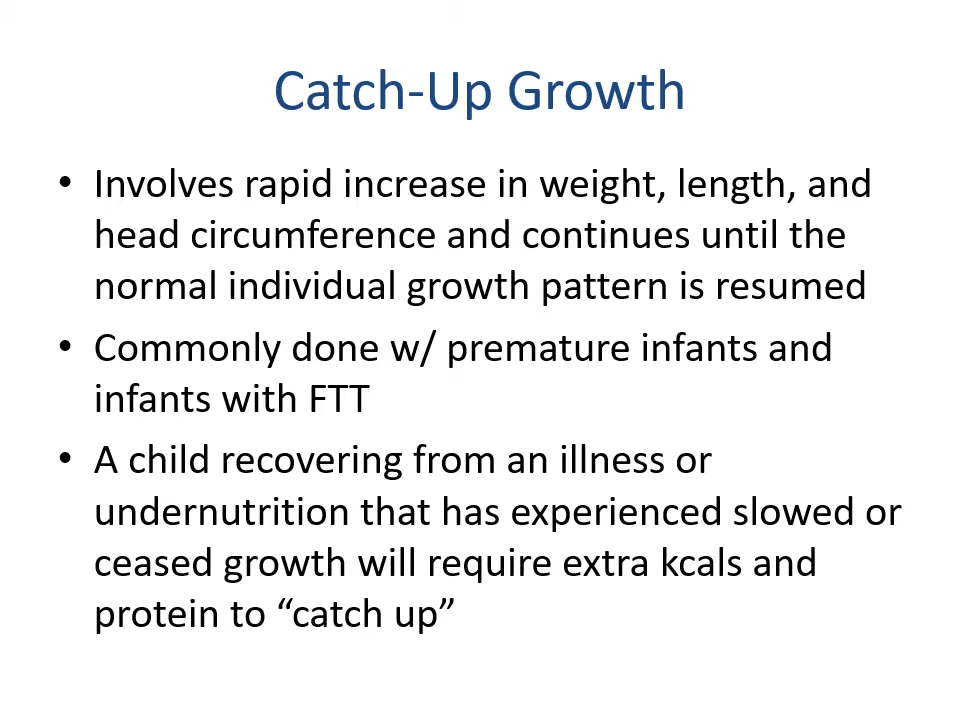 Catch-Up Growth
• Involves rapid increase in weight, length, and
head circumference and continues until the
normal individual growth pattern is resumed
• Commonly done w/ premature infants and
infants with FTT
• A child recovering from an illness or
undernutrition that has experienced slowed or
ceased growth will require extra kcals and
protein to “catch up”